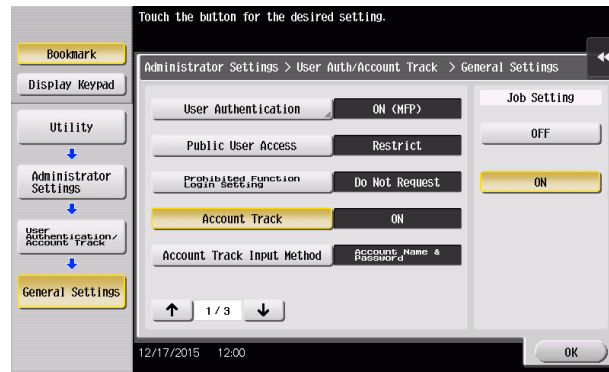 Touch the button for the desired setting.
Bookmark
Display Keypad
Utility
Administrator
Settings
User
Authentication/
Account Track
General Settings
Administrator Settings > User Auth/Account Track > General Settings
User Authentication
ON (MFP)
Public User Access
Restrict
Prohibited Function
Login Setting
Do Not Request
Account Track
ON
Account Track Input Method
Account Name &
Password
1/3
Job Setting
OFF
ON
12/17/2015 12:00
OK